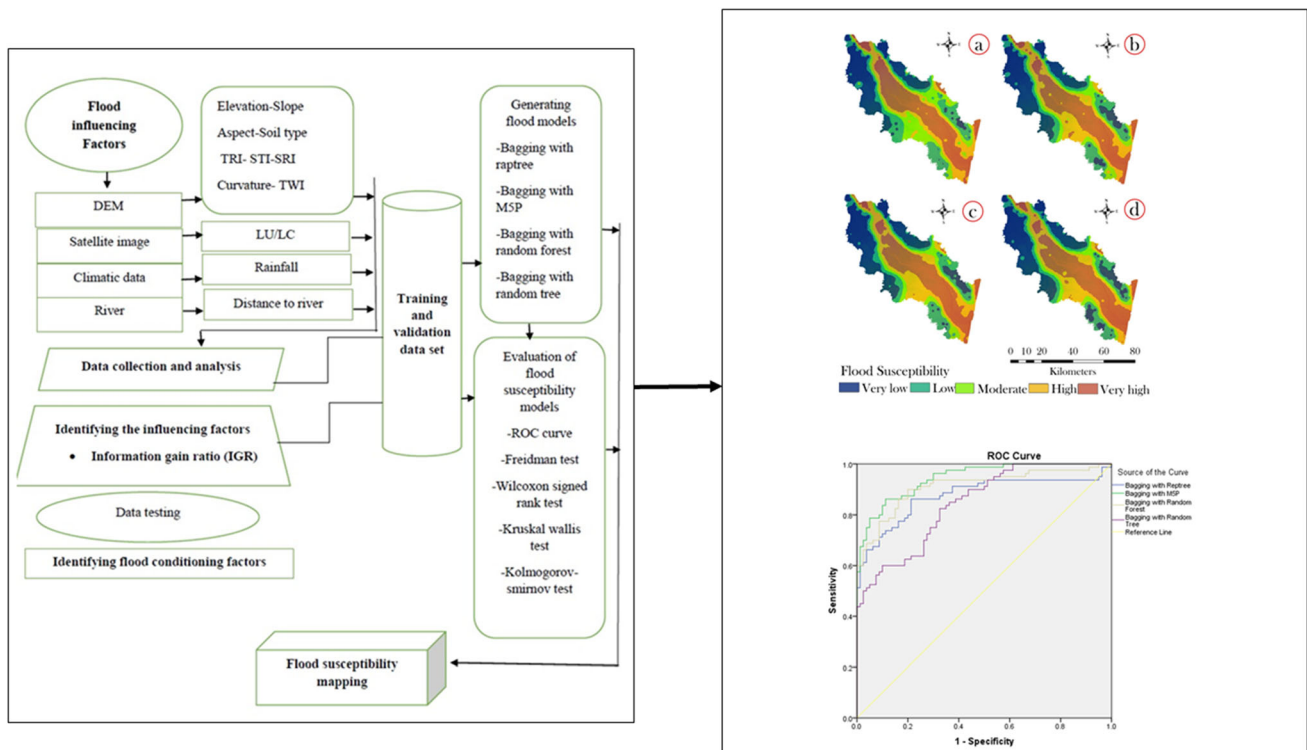 Flood
influencing
Factors
DEM
Satellite image
Climatic data
River
Elevation-Slope
Aspect-Soil type
TRI- STI-SRI
Curvature- TWI
LU/LC
Rainfall
Distance to river
Data collection and analysis
Identifying the influencing factors
• Information gain ratio (IGR)
Data testing
Identifying flood conditioning factors
Training
and
validation
data set
Generating
flood models
-Bagging with
raptree
-Bagging with
M5P
-Bagging with
random forest
-Bagging with
random tree
Evaluation of
flood
susceptibility
models
-ROC curve
-Freidman test
-Wilcoxon signed
rank test
-Kruskal wallis
test
-Kolmogorov-
smirnov test
Flood susceptibility
mapping
a
b
c
d
0 10 20 40 60 80
Kilometers
Flood Susceptibility
Very low Low Moderate High Very high
ROC Curve
Sensitivity
1.0
0.8
0.6
0.4
0.2
0.0
0.0 0.2 0.4 0.6 0.8 1.0
1 - Specificity
Source of the Curve
Bagging with Reptree
Bagging with M5P
Bagging with Random
Forest
Bagging with Random
Tree
Reference Line